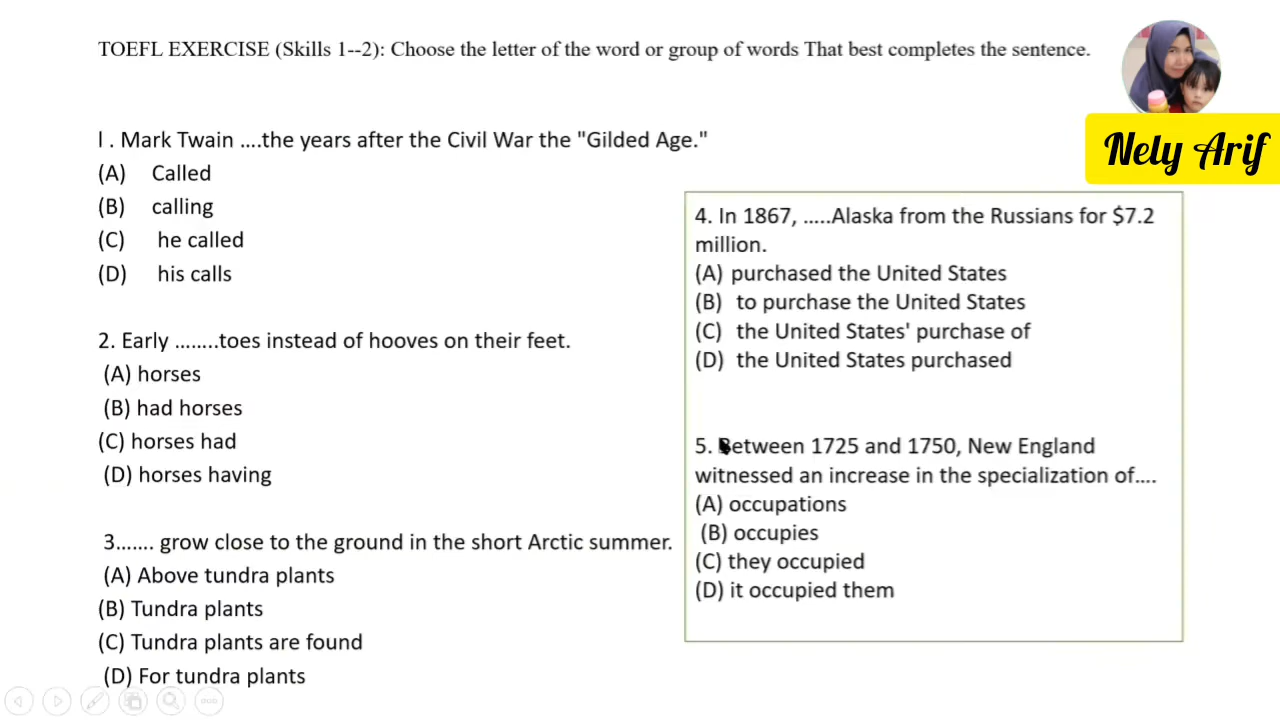 TOEFL EXERCISE (Skills 1--2): Choose the letter of the word or group of words That best completes the sentence.
Nely Arif
l . Mark Twain ....the years after the Civil War the "Gilded Age."
(A) Called
(B) calling
(C) he called
(D) his calls
2. Early ........toes instead of hooves on their feet.
(A) horses
(B) had horses
(C) horses had
(D) horses having
3....... grow close to the ground in the short Arctic summer.
(A) Above tundra plants
(B) Tundra plants
(C) Tundra plants are found
(D) For tundra plants
4. In 1867, .....Alaska from the Russians for $7.2
million.
(A) purchased the United States
(B) to purchase the United States
(C) the United States' purchase of
(D) the United States purchased
5. Between 1725 and 1750, New England
witnessed an increase in the specialization of....
(A) occupations
(B) occupies
(C) they occupied
(D) it occupied them